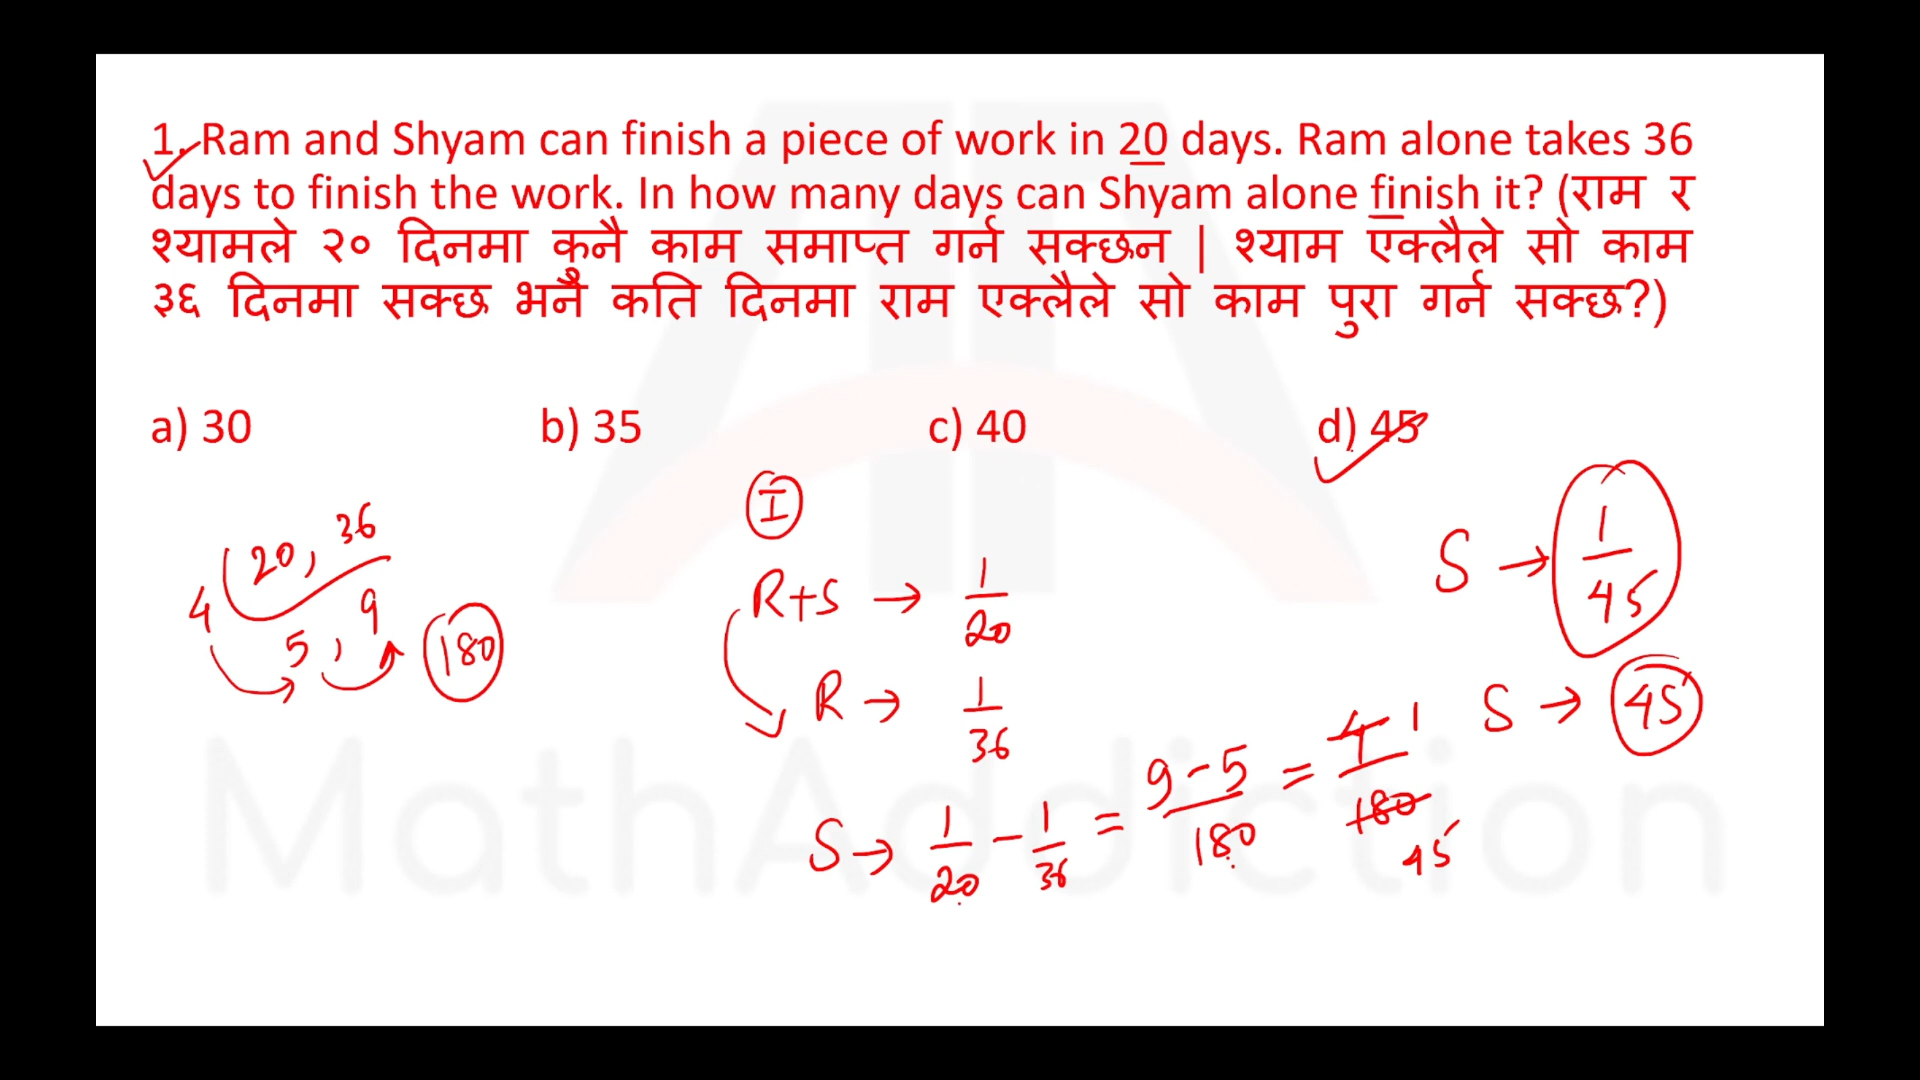 1. Ram and Shyam can finish a piece of work in 20 days. Ram alone takes 36
days to finish the work. In how many days can Shyam alone finish it? (राम र
श्यामले २० दिनमा कुनै काम समाप्त गर्न सक्छन | श्याम एक्लैले सो काम
३६ दिनमा सक्छ भने कति दिनमा राम एक्लैले सो काम पुरा गर्न सक्छ?)
a) 30 b) 35 c) 40 d) 45
4 20, 36
5, 9 180
I
R+S → 1/20
R → 1/36
S → 1/20 - 1/36 = 9-5/180 = 4/180 1 45
S → 1/45
S → 45
MathAddiction